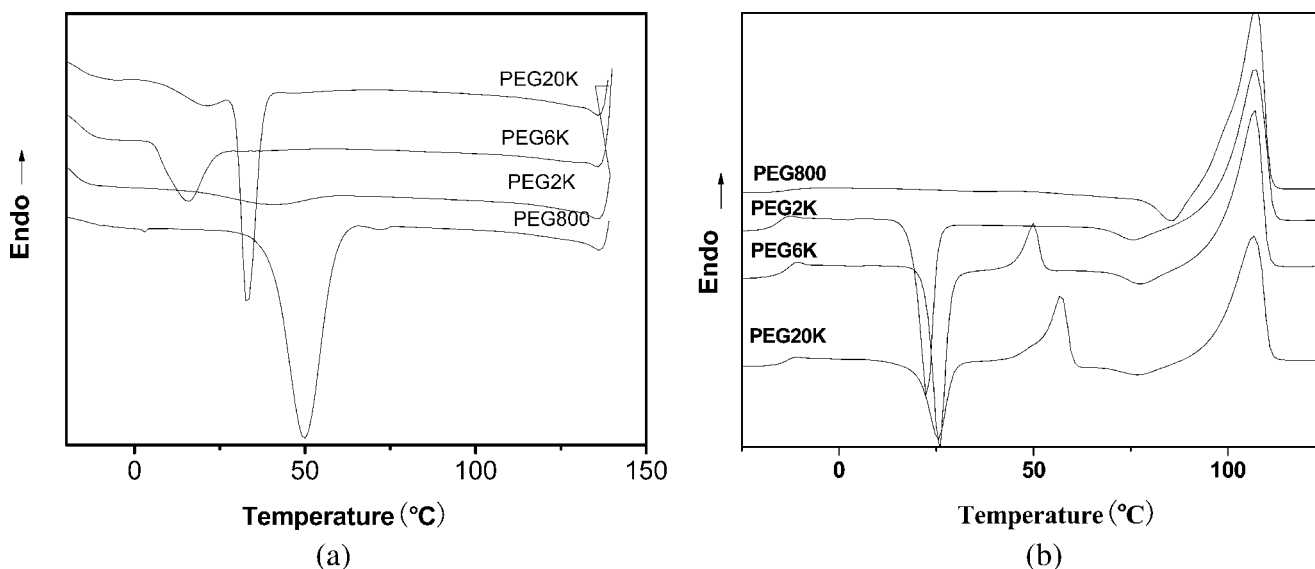 PEG20K
PEG6K
PEG2K
PEG800
Endo →
0
50
100
150
Temperature (°C)
(a)
PEG800
PEG2K
PEG6K
PEG20K
Endo →
0
50
100
Temperature (°C)
(b)